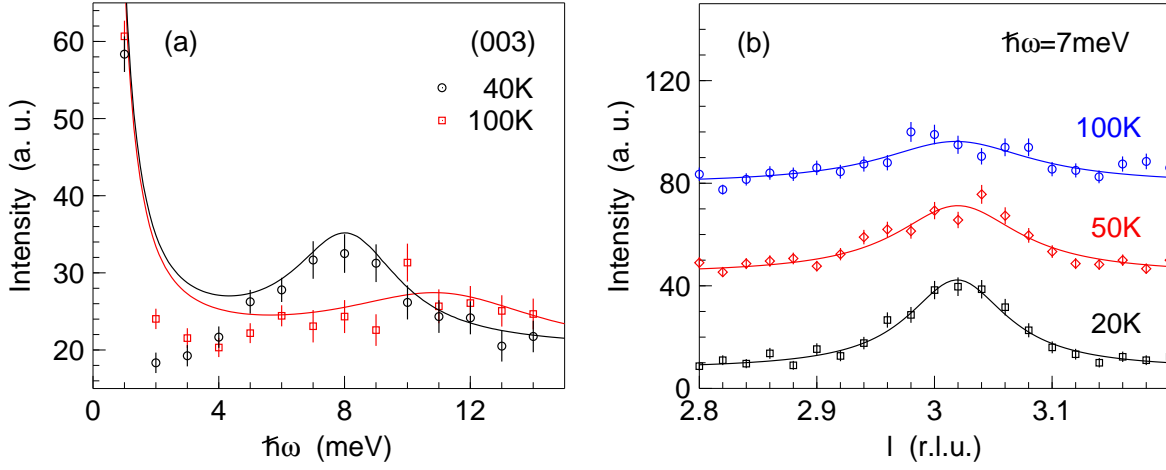 (a)
(003)
40K
100K
Intensity (a. u.)
60
50
40
30
20
0
4
8
12
ħω (meV)
(b)
ħω=7meV
100K
50K
20K
Intensity (a. u.)
120
80
40
0
2.8
2.9
3
3.1
l (r.l.u.)